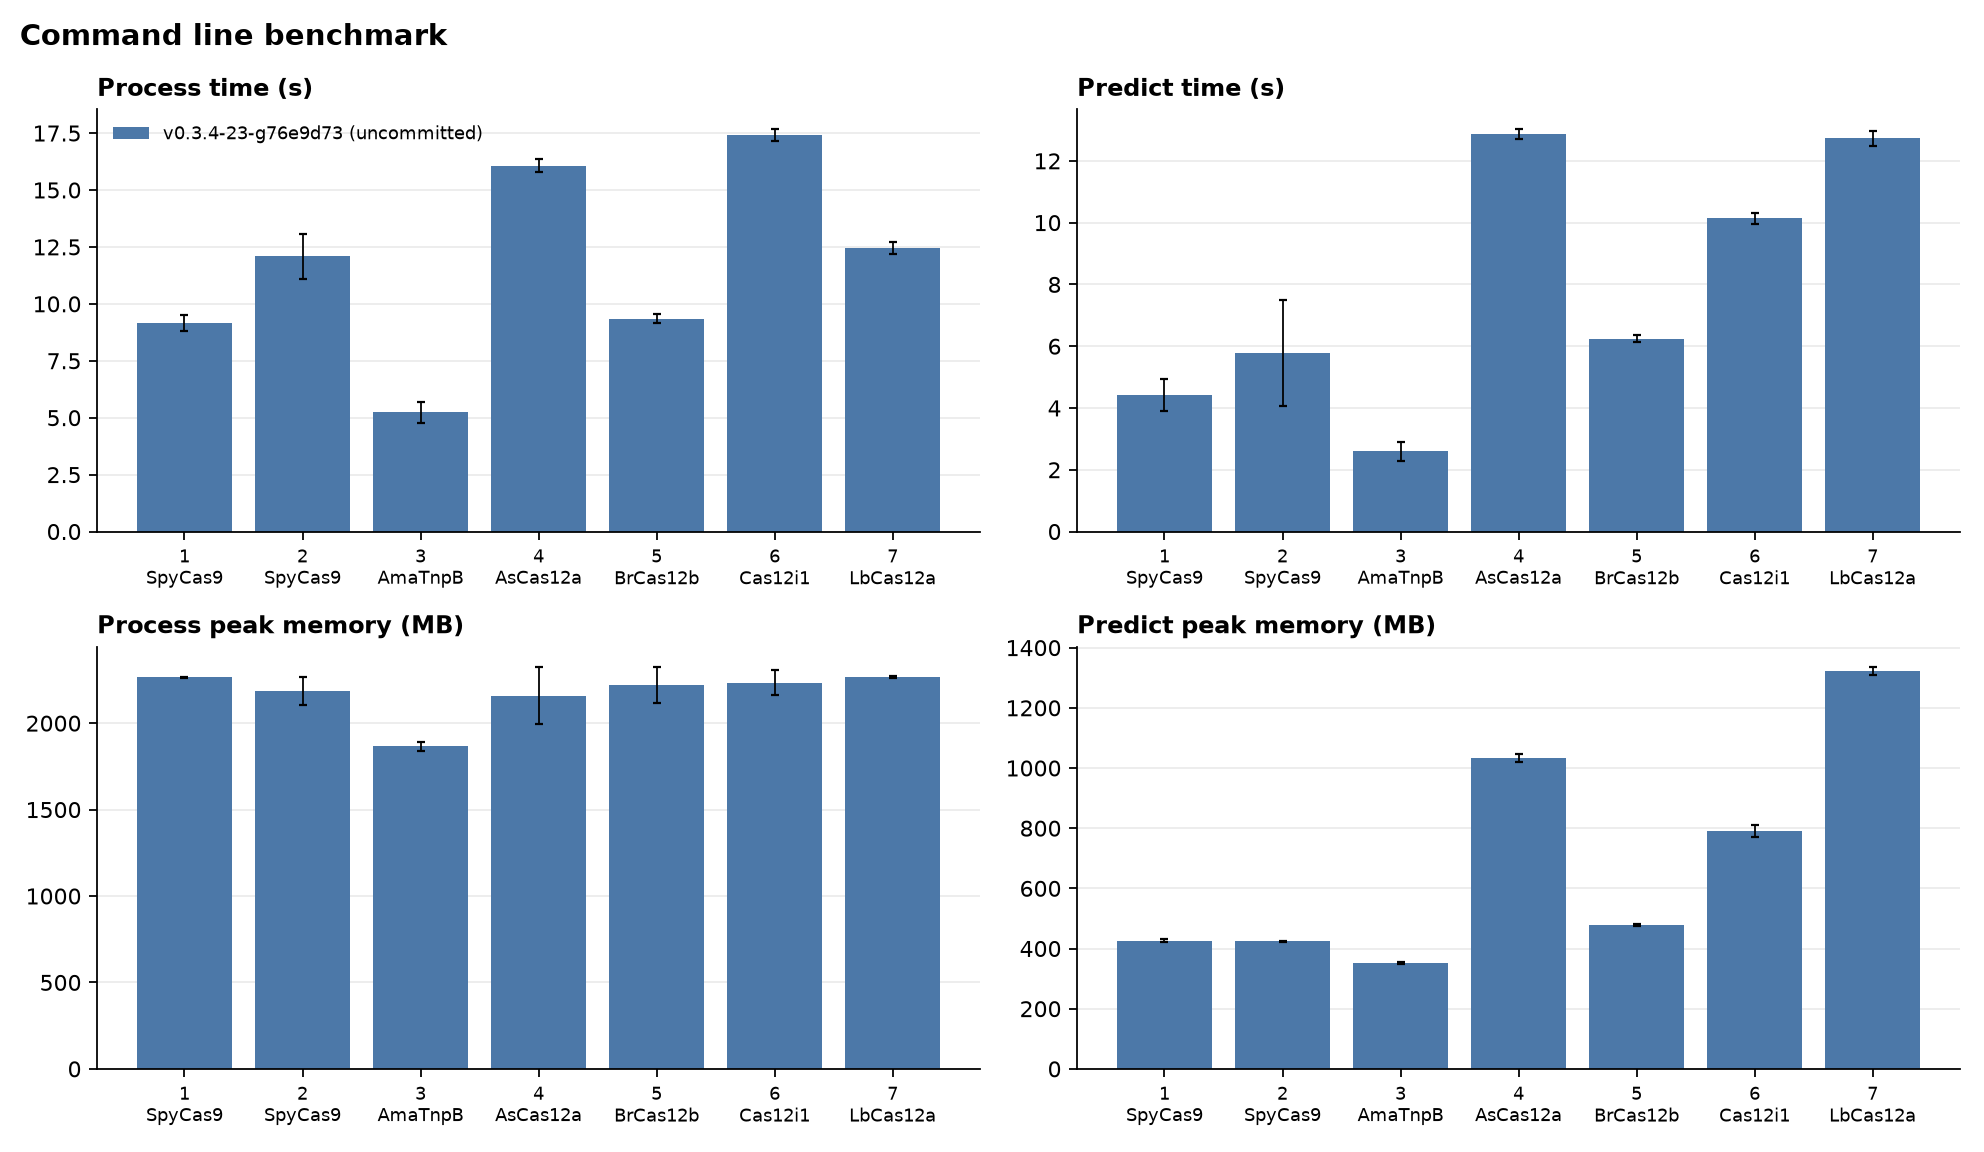 Command line benchmark
Process time (s)
v0.3.4-23-g76e9d73 (uncommitted)
17.5
15.0
12.5
10.0
7.5
5.0
2.5
0.0
1 2 3 4 5 6 7
SpyCas9 SpyCas9 AmaTnpB AsCas12a BrCas12b Cas12i1 LbCas12a
Predict time (s)
12
10
8
6
4
2
0
1 2 3 4 5 6 7
SpyCas9 SpyCas9 AmaTnpB AsCas12a BrCas12b Cas12i1 LbCas12a
Process peak memory (MB)
2000
1500
1000
500
0
1 2 3 4 5 6 7
SpyCas9 SpyCas9 AmaTnpB AsCas12a BrCas12b Cas12i1 LbCas12a
Predict peak memory (MB)
1400
1200
1000
800
600
400
200
0
1 2 3 4 5 6 7
SpyCas9 SpyCas9 AmaTnpB AsCas12a BrCas12b Cas12i1 LbCas12a